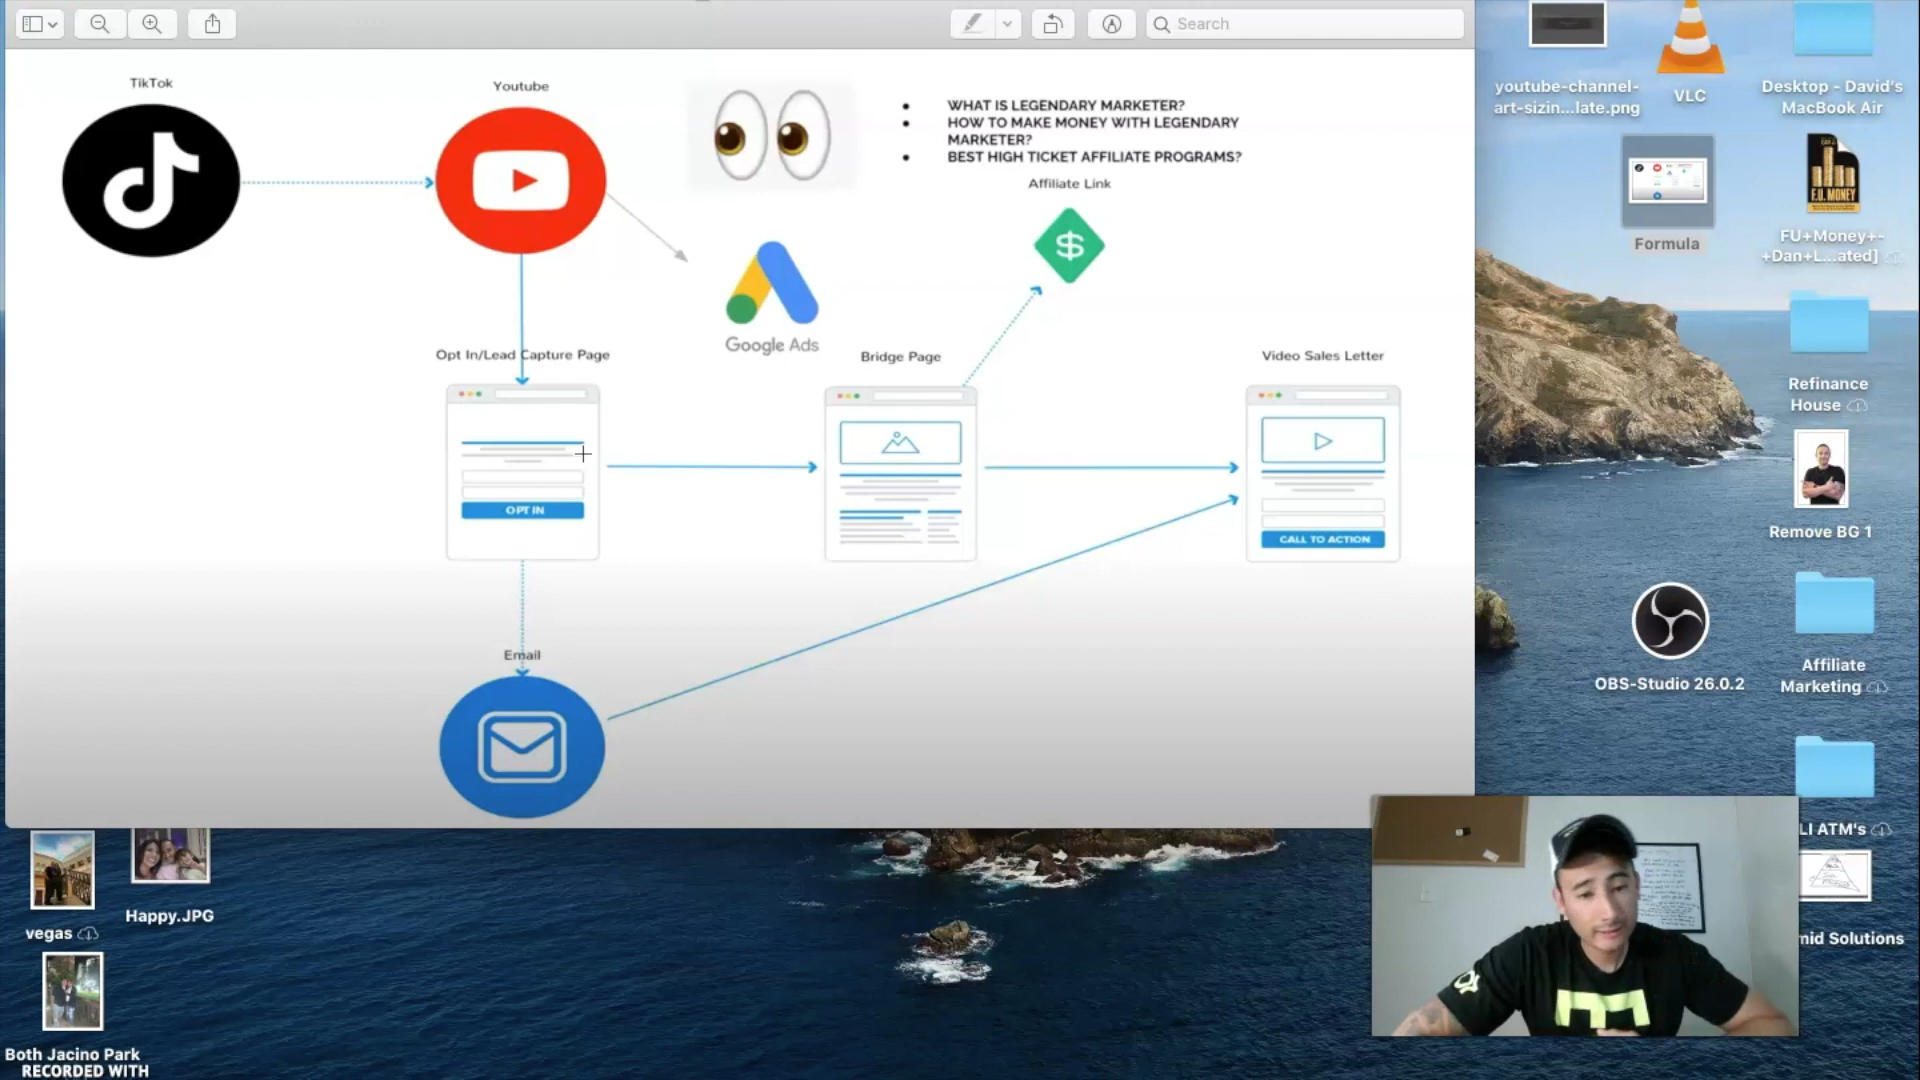 Search
TikTok
Youtube
WHAT IS LEGENDARY MARKETER?
HOW TO MAKE MONEY WITH LEGENDARY
MARKETER?
BEST HIGH TICKET AFFILIATE PROGRAMS?
Affiliate Link
Google Ads
Opt In/Lead Capture Page
Bridge Page
Video Sales Letter
OPT IN
CALL TO ACTION
Email
youtube-channel-
art-sizin...late.png
VLC
Desktop - David's
MacBook Air
Formula
F.U. MONEY
FU+Money+-
+Dan+L...ated]
Refinance
House
Remove BG 1
OBS-Studio 26.0.2
Affiliate
Marketing
LI ATM's
mid Solutions
vegas
Happy.JPG
Both Jacino Park
RECORDED WITH